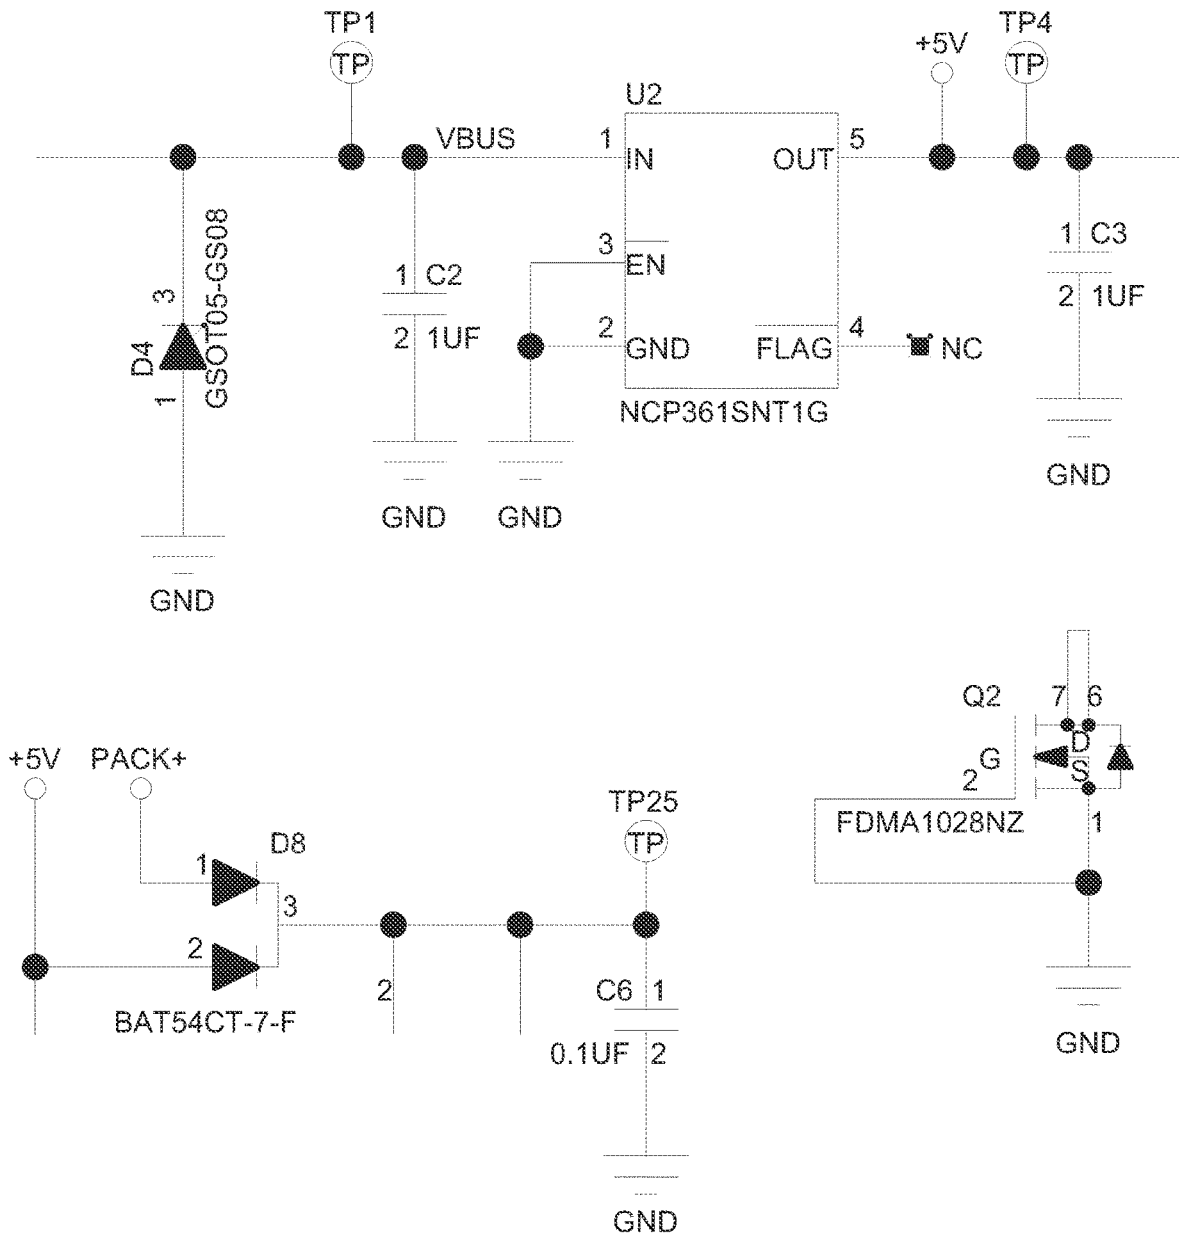 TP1
TP
VBUS
U2
1
IN
OUT
5
+5V
TP4
TP
3
EN
2
GND
FLAG
4
NC
NCP361SNT1G
1 C3
2 1UF
GND
GSOT05-GS08
3
D4
1
GND
1 C2
2 1UF
GND
GND
+5V
PACK+
D8
1
3
2
BAT54CT-7-F
2
TP25
TP
C6 1
0.1UF 2
GND
Q2
7 6
D
G
S
2
FDMA1028NZ
1
GND